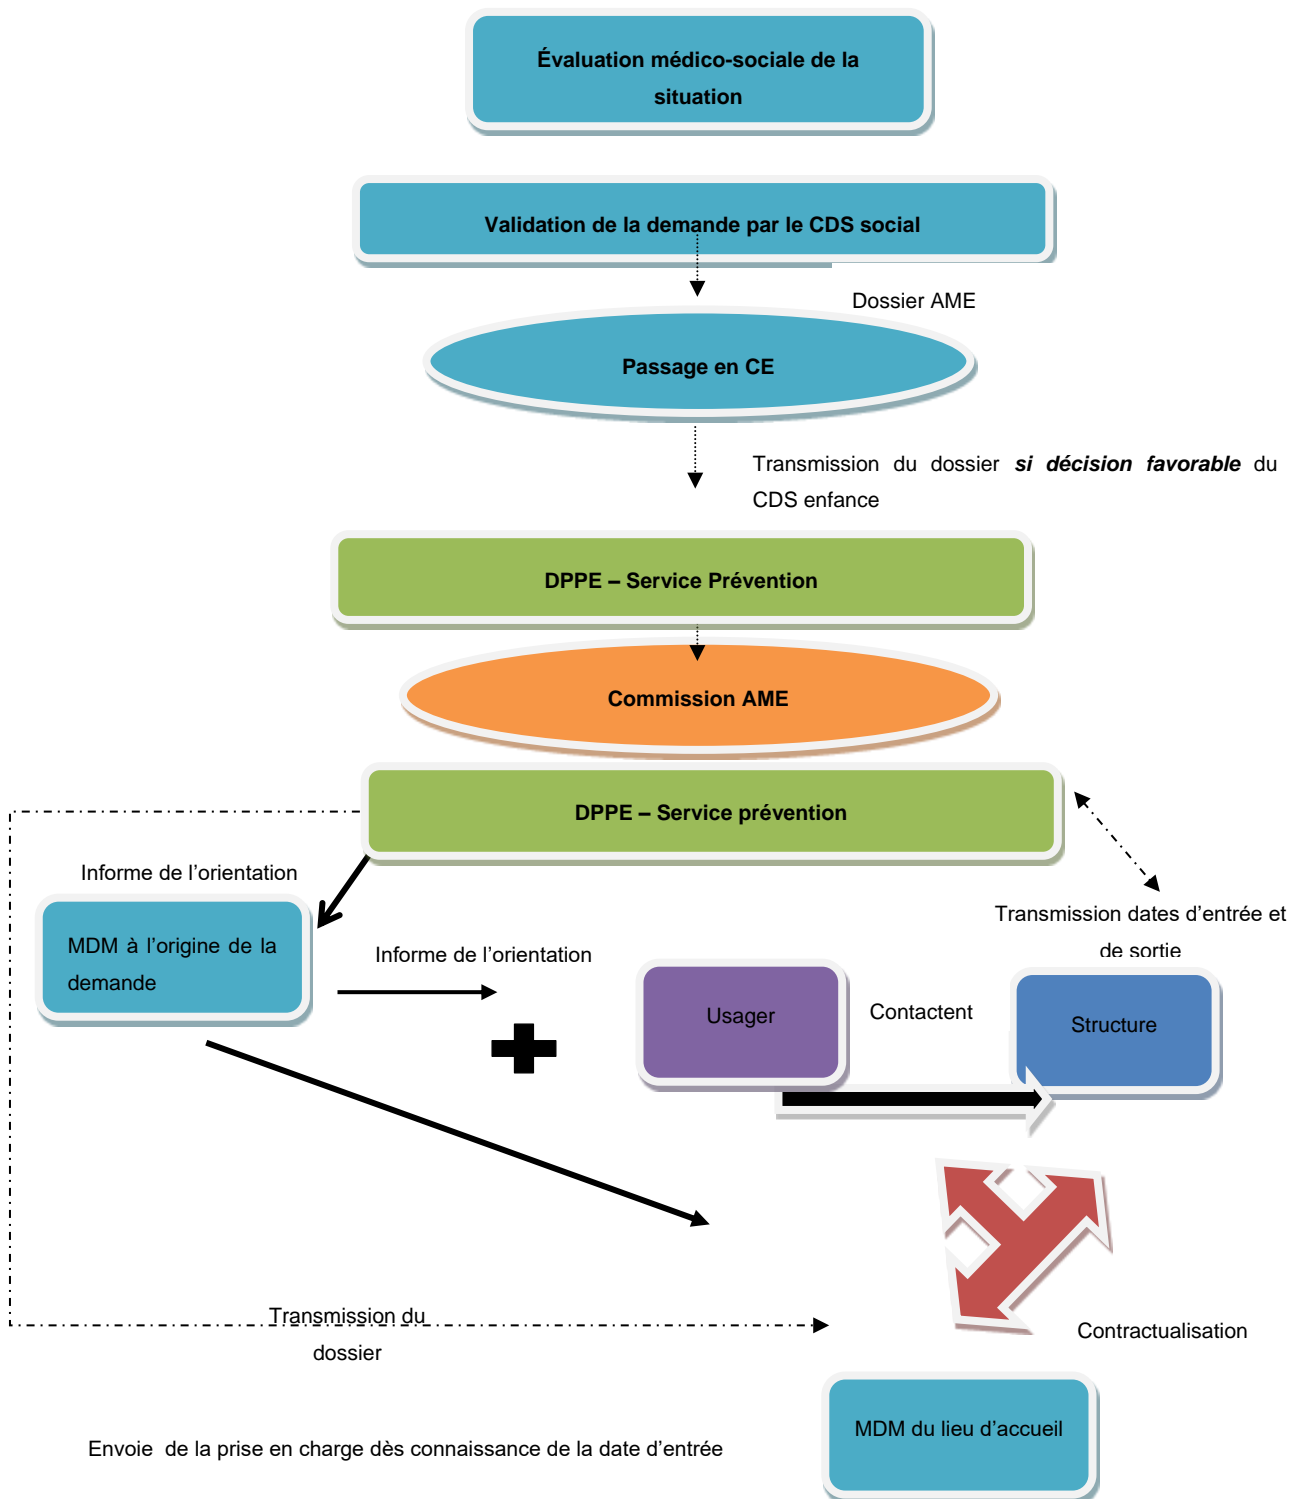 Évaluation médico-sociale de la
situation
Validation de la demande par le CDS social
Dossier AME
Passage en CE
Transmission du dossier si décision favorable du
CDS enfance
DPPE – Service Prévention
Commission AME
DPPE – Service prévention
Informe de l’orientation
MDM à l’origine de la
demande
Informe de l’orientation
Transmission dates d’entrée et
de sortie
Usager
Contactent
Structure
Transmission du
dossier
Contractualisation
MDM du lieu d’accueil
Envoie  de la prise en charge dès connaissance de la date d’entrée